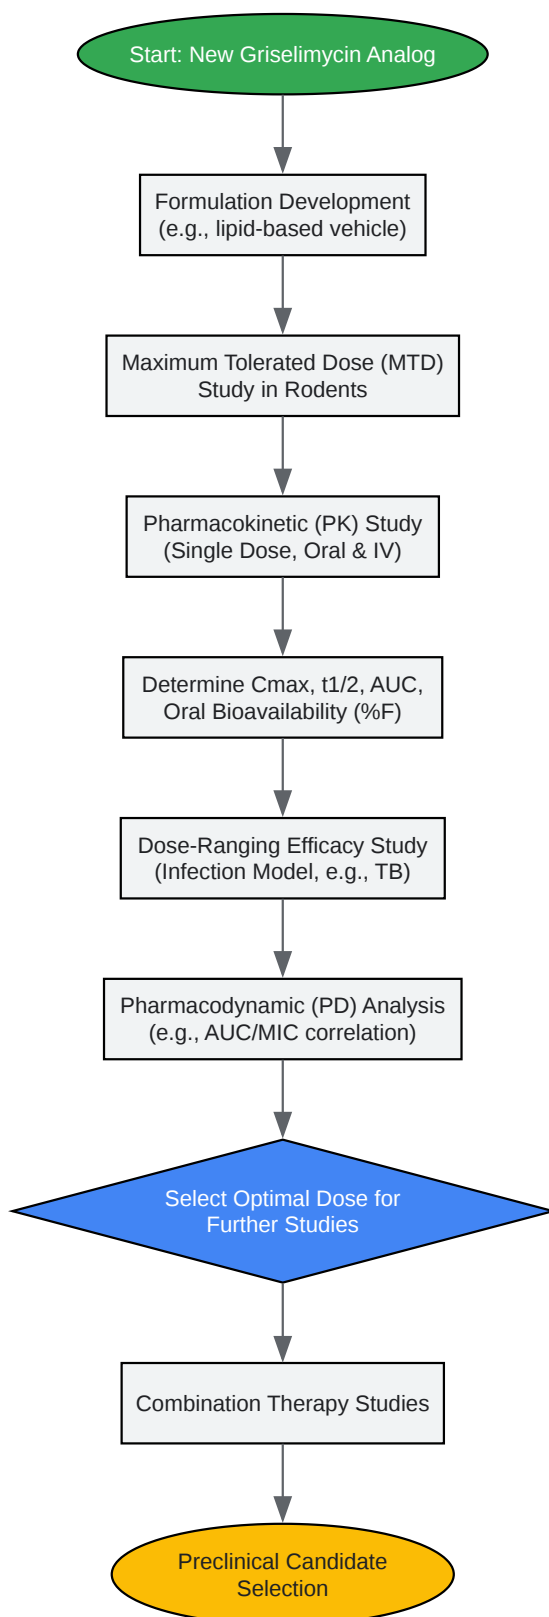 Start: New Griselimycin Analog
Formulation Development
(e.g., lipid-based vehicle)
Maximum Tolerated Dose (MTD)
Study in Rodents
Pharmacokinetic (PK) Study
(Single Dose, Oral & IV)
Determine Cmax, t1/2, AUC,
Oral Bioavailability (%F)
Dose-Ranging Efficacy Study
(Infection Model, e.g., TB)
Pharmacodynamic (PD) Analysis
(e.g., AUC/MIC correlation)
Select Optimal Dose for
Further Studies
Combination Therapy Studies
Preclinical Candidate
Selection